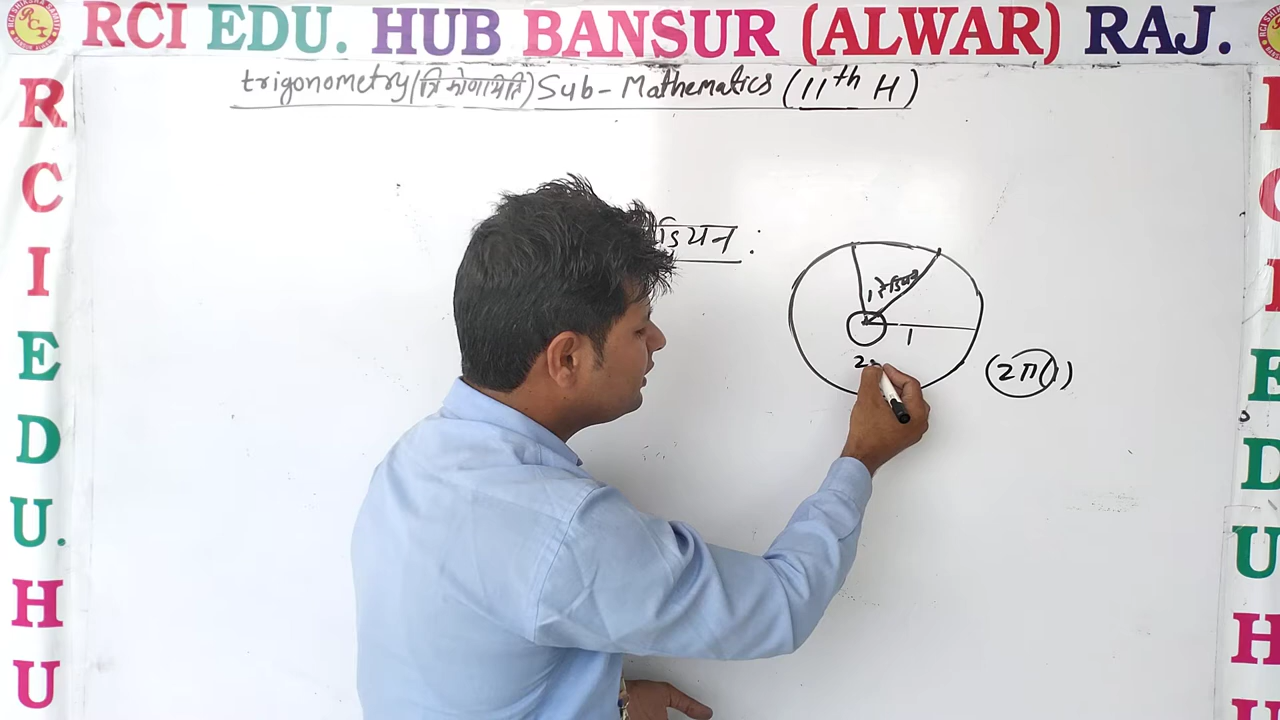 RCI EDU. HUB BANSUR (ALWAR) RAJ.
trigonometry (त्रिकोणमिति) Sub - Mathematics (11th H)
डियन :
1 रेडियन
1
2π(1)
R
C
I
E
D
U.
H
U